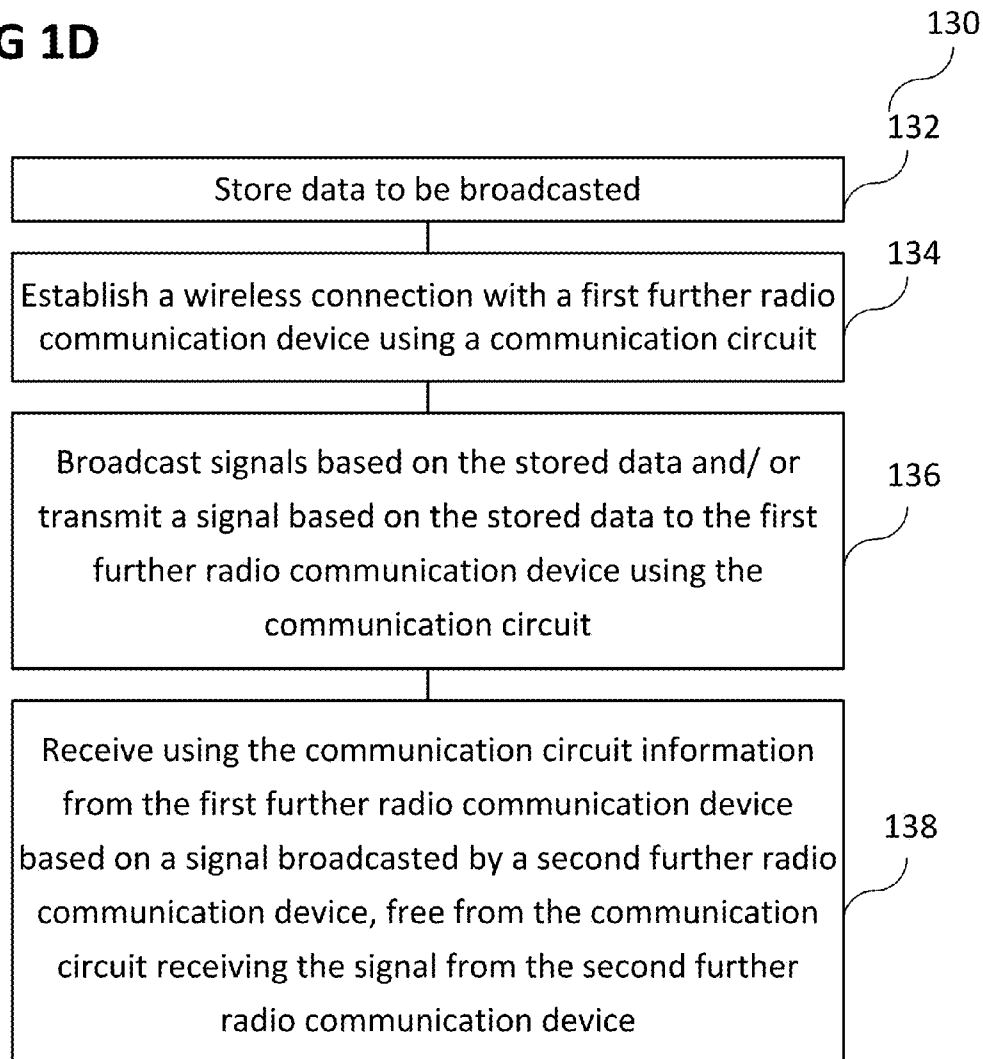 G 1D
130
132
Store data to be broadcasted
134
Establish a wireless connection with a first further radio
communication device using a communication circuit
Broadcast signals based on the stored data and/ or
transmit a signal based on the stored data to the first
further radio communication device using the
communication circuit
136
Receive using the communication circuit information
from the first further radio communication device
based on a signal broadcasted by a second further radio
communication device, free from the communication
circuit receiving the signal from the second further
radio communication device
138